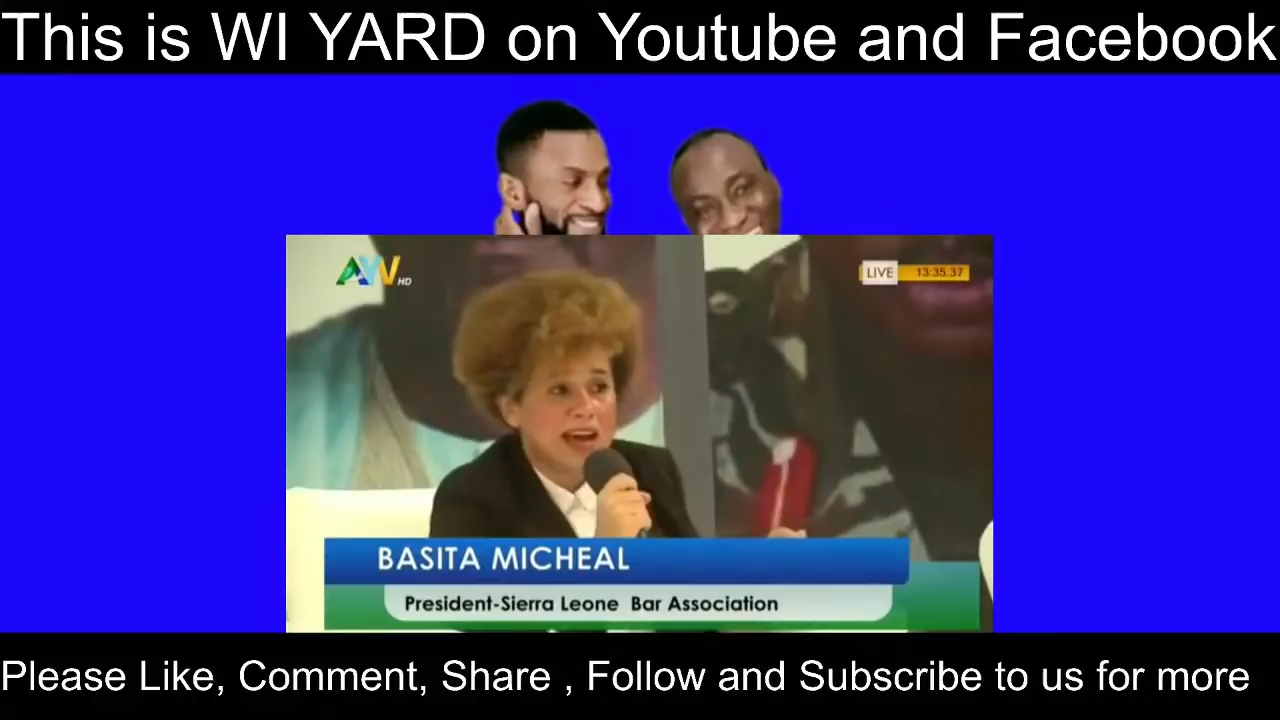 This is WI YARD on Youtube and Facebook
AYV HD
LIVE 13:35.37
BASITA MICHEAL
President-Sierra Leone Bar Association
Please Like, Comment, Share , Follow and Subscribe to us for more